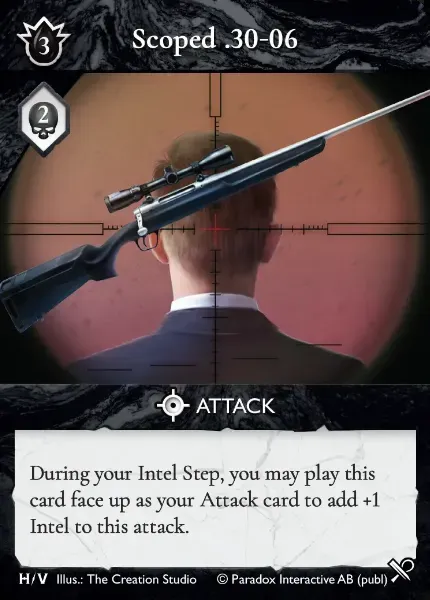 3
Scoped .30-06
2
ATTACK
During your Intel Step, you may play this
card face up as your Attack card to add +1
Intel to this attack.
H/V Illus.: The Creation Studio © Paradox Interactive AB (publ)